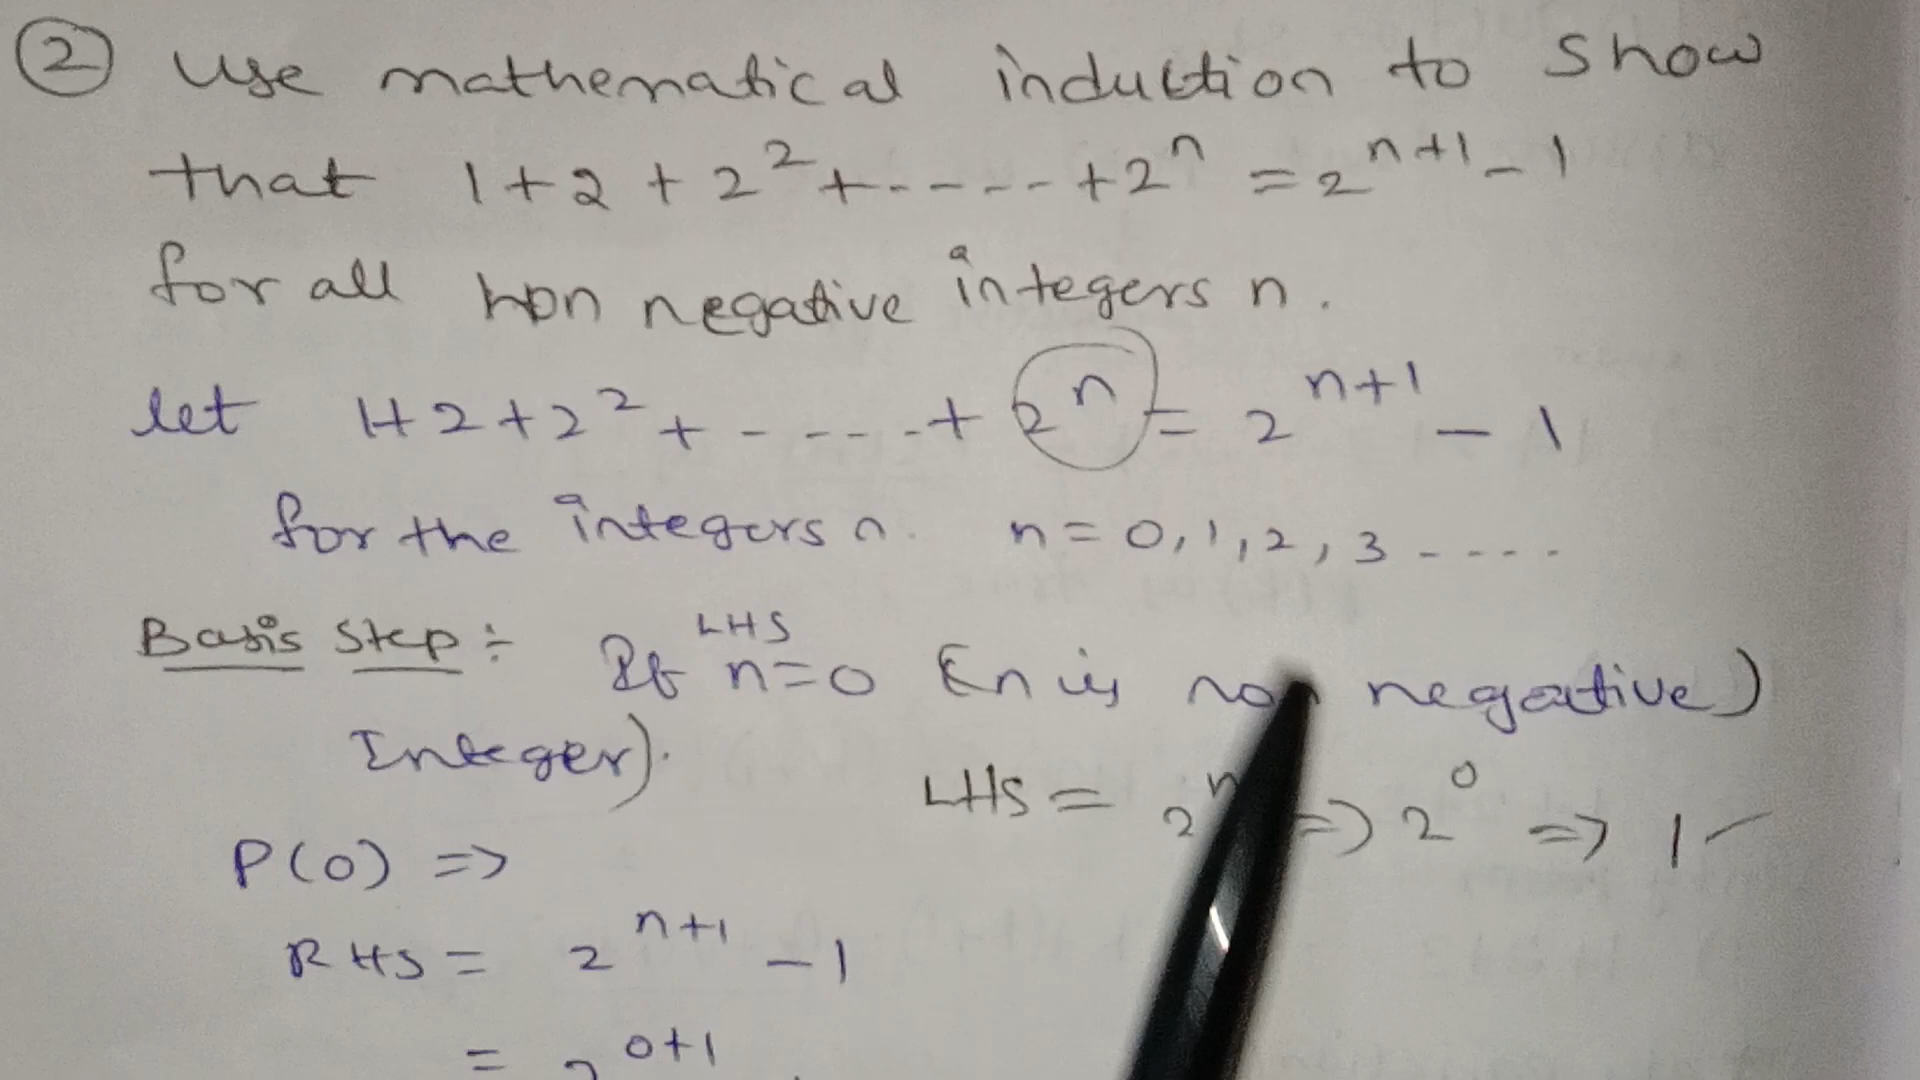 ② Use mathematical induction to show
that 1+2+2²+-----+2ⁿ = 2ⁿ⁺¹-1
for all non negative integers n.
let 1+2+2²+-----+2ⁿ = 2ⁿ⁺¹-1
for the integers n. n=0,1,2,3----
LHS
Basis Step:- If n=0 (n is non negative)
Integer).
LHS = 2ⁿ => 2⁰ => 1
P(0) =>
RHS = 2ⁿ⁺¹ -1
= 2⁰⁺¹